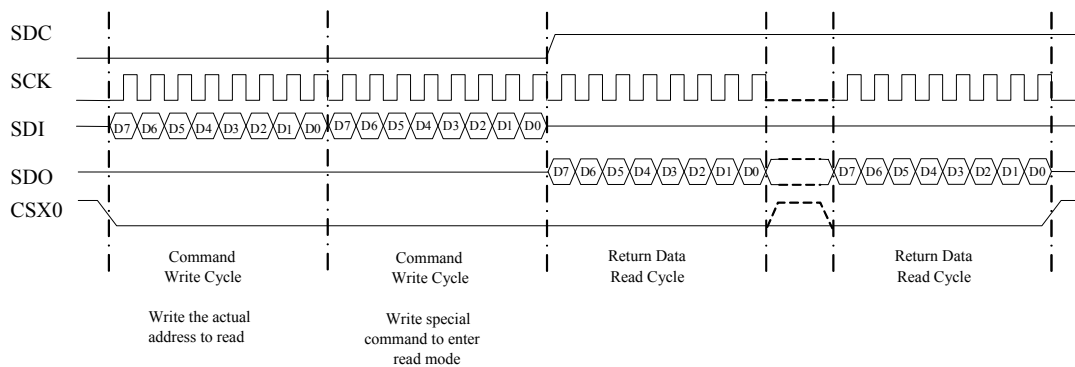 SDC
SCK
SDI D7 D6 D5 D4 D3 D2 D1 D0 D7 D6 D5 D4 D3 D2 D1 D0
SDO D7 D6 D5 D4 D3 D2 D1 D0 D7 D6 D5 D4 D3 D2 D1 D0
CSX0
Command
Write Cycle
Write the actual
address to read
Command
Write Cycle
Write special
command to enter
read mode
Return Data
Read Cycle
Return Data
Read Cycle